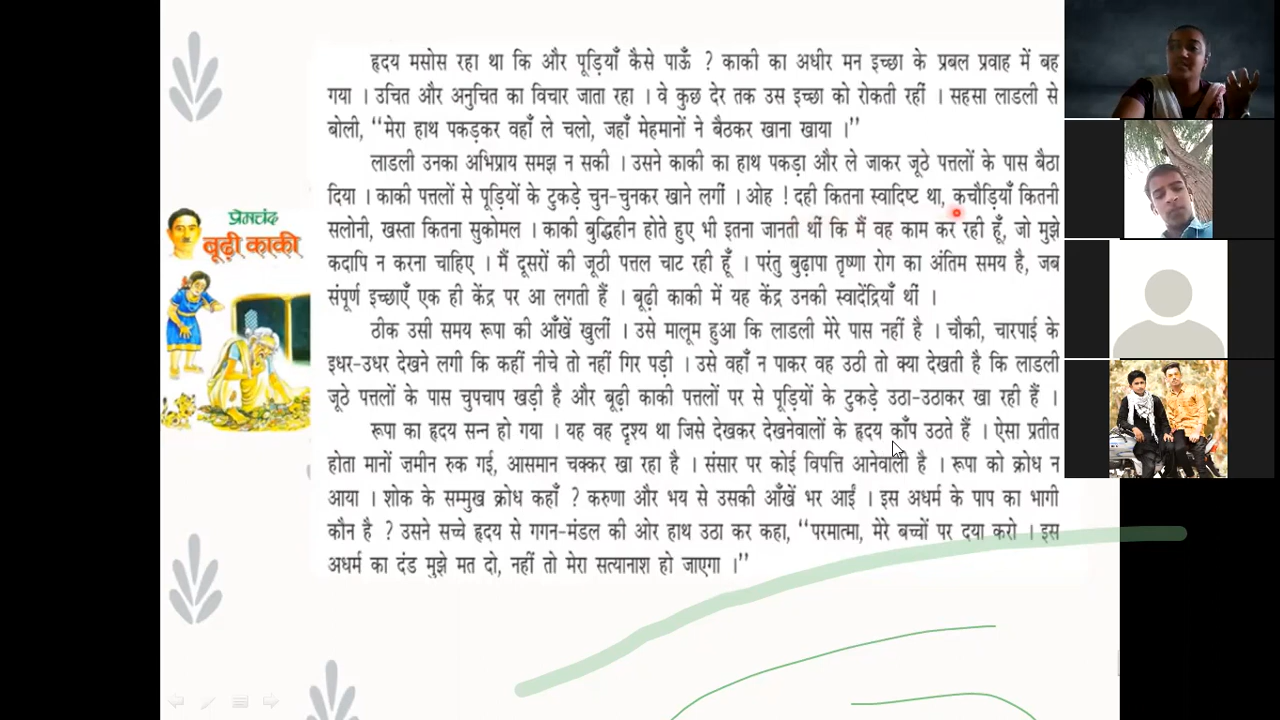 हृदय मसोस रहा था कि और पूड़ियाँ कैसे पाऊँ ? काकी का अधीर मन इच्छा के प्रबल प्रवाह में बह
गया । उचित और अनुचित का विचार जाता रहा । वे कुछ देर तक उस इच्छा को रोकती रहीं । सहसा लाडली से
बोली, ‘‘मेरा हाथ पकड़कर वहाँ ले चलो, जहाँ मेहमानों ने बैठकर खाना खाया ।’’
लाडली उनका अभिप्राय समझ न सकी । उसने काकी का हाथ पकड़ा और ले जाकर जूठे पत्तलों के पास बैठा
दिया । काकी पत्तलों से पूड़ियों के टुकड़े चुन-चुनकर खाने लगीं । ओह ! दही कितना स्वादिष्ट था, कचौड़ियाँ कितनी
सलोनी, खस्ता कितना सुकोमल । काकी बुद्धिहीन होते हुए भी इतना जानती थीं कि मैं वह काम कर रही हूँ, जो मुझे
कदापि न करना चाहिए । मैं दूसरों की जूठी पत्तल चाट रही हूँ । परंतु बुढ़ापा तृष्णा रोग का अंतिम समय है, जब
संपूर्ण इच्छाएँ एक ही केंद्र पर आ लगती हैं । बूढ़ी काकी में यह केंद्र उनकी स्वादेंद्रियाँ थीं ।
ठीक उसी समय रूपा की आँखें खुलीं । उसे मालूम हुआ कि लाडली मेरे पास नहीं है । चौकी, चारपाई के
इधर-उधर देखने लगी कि कहीं नीचे तो नहीं गिर पड़ी । उसे वहाँ न पाकर वह उठी तो क्या देखती है कि लाडली
जूठे पत्तलों के पास चुपचाप खड़ी है और बूढ़ी काकी पत्तलों पर से पूड़ियों के टुकड़े उठा-उठाकर खा रही हैं ।
रूपा का हृदय सन्न हो गया । यह वह दृश्य था जिसे देखकर देखनेवालों के हृदय काँप उठते हैं । ऐसा प्रतीत
होता मानों ज़मीन रुक गई, आसमान चक्कर खा रहा है । संसार पर कोई विपत्ति आनेवाली है । रूपा को क्रोध न
आया । शोक के सम्मुख क्रोध कहाँ ? करुणा और भय से उसकी आँखें भर आईं । इस अधर्म के पाप का भागी
कौन है ? उसने सच्चे हृदय से गगन-मंडल की ओर हाथ उठा कर कहा, ‘‘परमात्मा, मेरे बच्चों पर दया करो । इस
अधर्म का दंड मुझे मत दो, नहीं तो मेरा सत्यानाश हो जाएगा ।’’
प्रेमचंद
बूढ़ी काकी